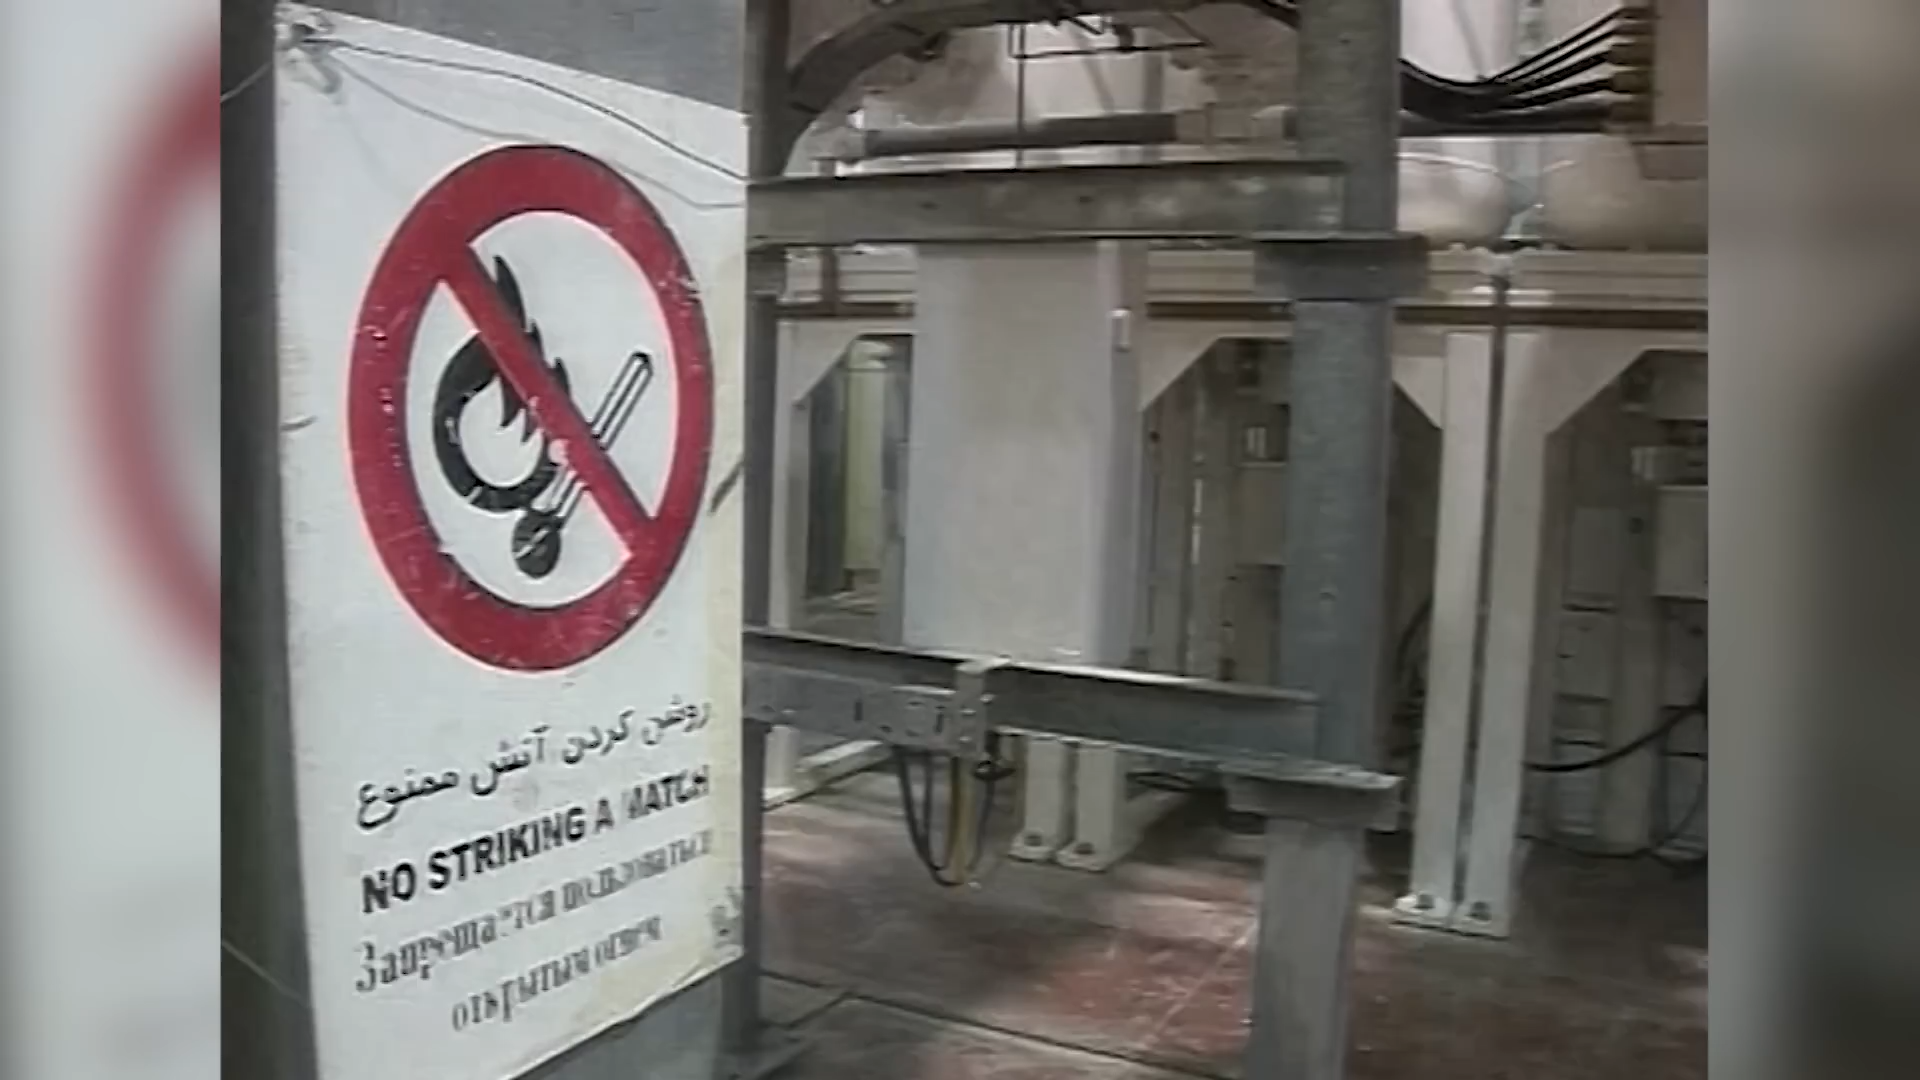 روشن کردن آتش ممنوع
NO STRIKING A MATCH
Запрещается пользоваться
открытым огнем